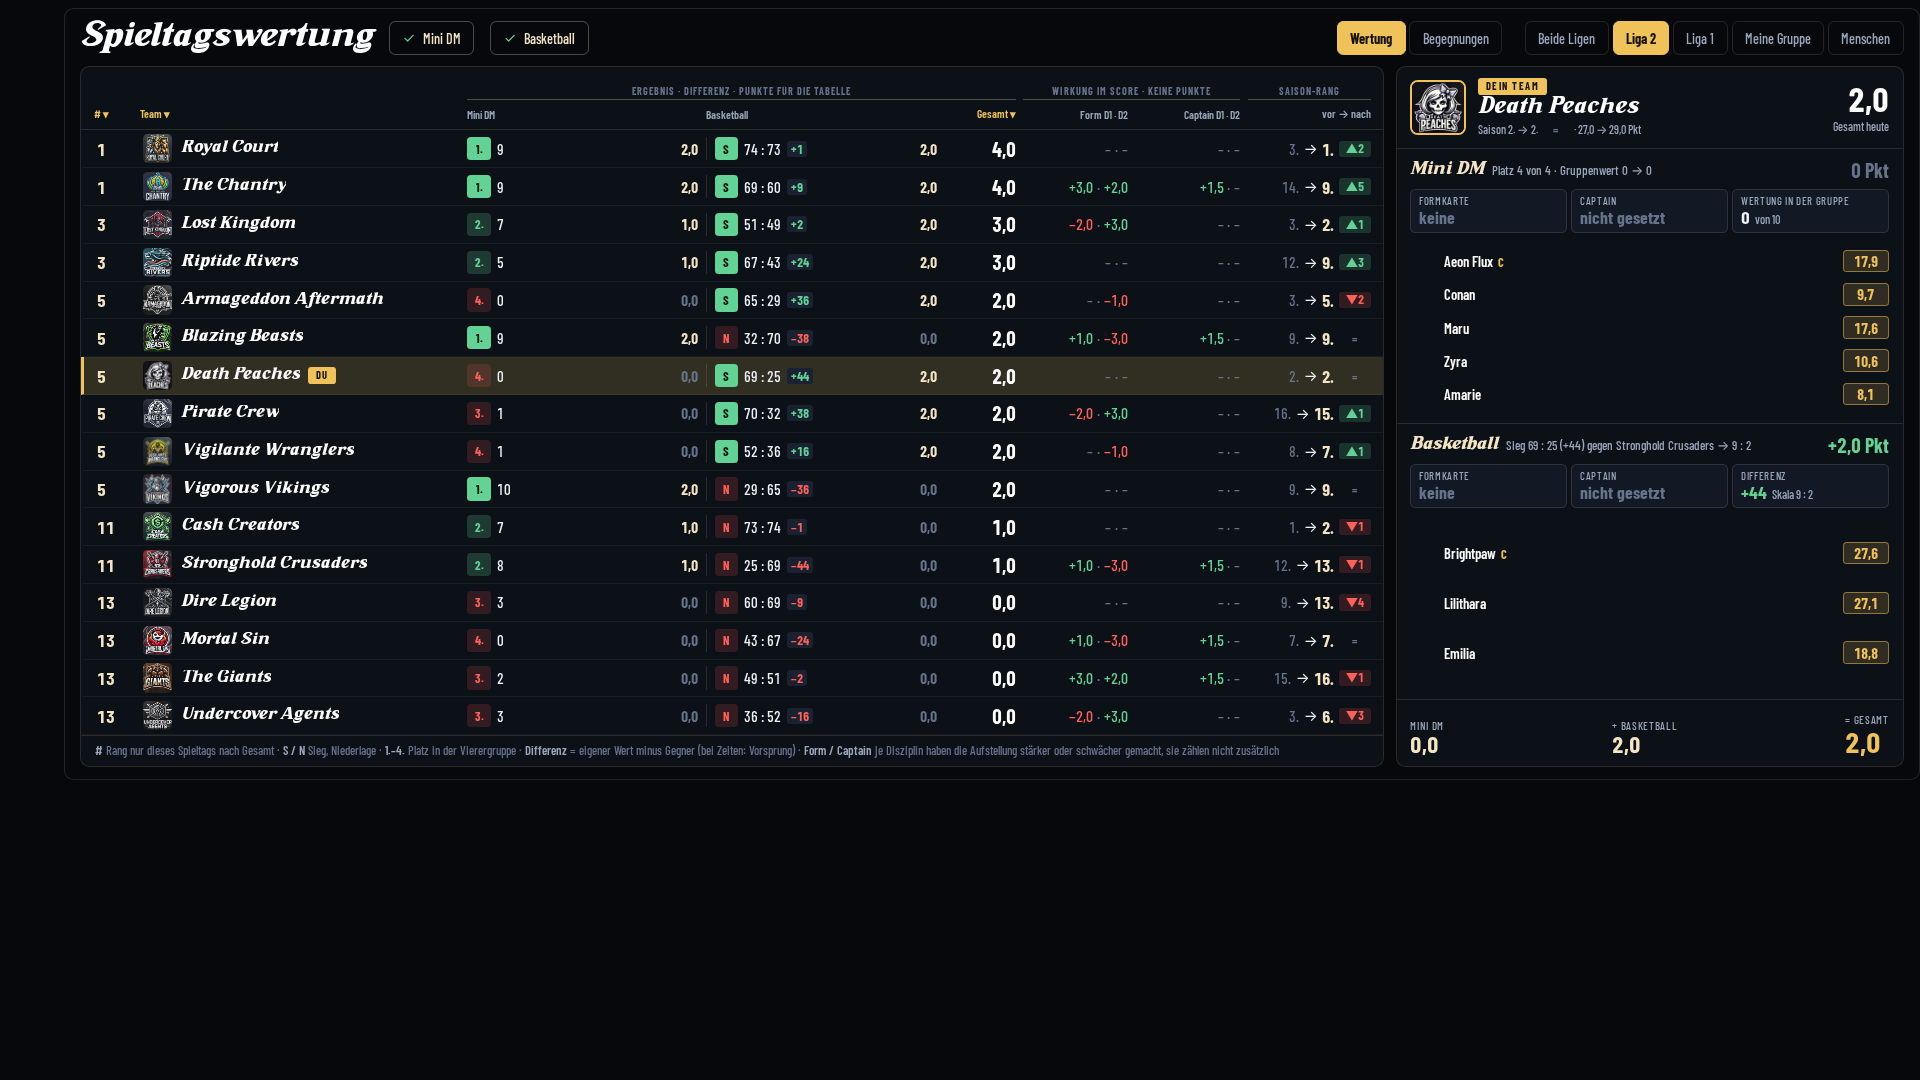 Spieltagswertung ✓ Mini DM ✓ Basketball Wertung Begegnungen Beide Ligen Liga 2 Liga 1 Meine Gruppe Menschen
ERGEBNIS · DIFFERENZ · PUNKTE FÜR DIE TABELLE WIRKUNG IM SCORE · KEINE PUNKTE SAISON-RANG
# ▾ Team ▾ Mini DM Basketball Gesamt ▾ Form D1 · D2 Captain D1 · D2 vor → nach
1 Royal Court 1. 9 2,0 S 74 : 73 +1 2,0 4,0 – · – – · – 3. → 1. ▲2
1 The Chantry 1. 9 2,0 S 69 : 60 +9 2,0 4,0 +3,0 · +2,0 +1,5 · – 14. → 9. ▲5
3 Lost Kingdom 2. 7 1,0 S 51 : 49 +2 2,0 3,0 −2,0 · +3,0 – · – 3. → 2. ▲1
3 Riptide Rivers 2. 5 1,0 S 67 : 43 +24 2,0 3,0 – · – – · – 12. → 9. ▲3
5 Armageddon Aftermath 4. 0 0,0 S 65 : 29 +36 2,0 2,0 – · −1,0 – · – 3. → 5. ▼2
5 Blazing Beasts 1. 9 2,0 N 32 : 70 −38 0,0 2,0 +1,0 · −3,0 +1,5 · – 9. → 9. =
5 Death Peaches DU 4. 0 0,0 S 69 : 25 +44 2,0 2,0 – · – – · – 2. → 2. =
5 Pirate Crew 3. 1 0,0 S 70 : 32 +38 2,0 2,0 −2,0 · +3,0 – · – 16. → 15. ▲1
5 Vigilante Wranglers 4. 1 0,0 S 52 : 36 +16 2,0 2,0 – · −1,0 – · – 8. → 7. ▲1
5 Vigorous Vikings 1. 10 2,0 N 29 : 65 −36 0,0 2,0 – · – – · – 9. → 9. =
11 Cash Creators 2. 7 1,0 N 73 : 74 −1 0,0 1,0 – · – – · – 1. → 2. ▼1
11 Stronghold Crusaders 2. 8 1,0 N 25 : 69 −44 0,0 1,0 +1,0 · −3,0 +1,5 · – 12. → 13. ▼1
13 Dire Legion 3. 3 0,0 N 60 : 69 −9 0,0 0,0 – · – – · – 9. → 13. ▼4
13 Mortal Sin 4. 0 0,0 N 43 : 67 −24 0,0 0,0 +1,0 · −3,0 +1,5 · – 7. → 7. =
13 The Giants 3. 2 0,0 N 49 : 51 −2 0,0 0,0 +3,0 · +2,0 +1,5 · – 15. → 16. ▼1
13 Undercover Agents 3. 3 0,0 N 36 : 52 −16 0,0 0,0 −2,0 · +3,0 – · – 3. → 6. ▼3
# Rang nur dieses Spieltags nach Gesamt · S / N Sieg, Niederlage · 1.–4. Platz in der Vierergruppe · Differenz = eigener Wert minus Gegner (bei Zeiten: Vorsprung) · Form / Captain je Disziplin haben die Aufstellung stärker oder schwächer gemacht, sie zählen nicht zusätzlich
DEIN TEAM
Death Peaches 2,0
Saison 2. → 2. = · 27,0 → 29,0 Pkt Gesamt heute
PEACHES
Mini DM Platz 4 von 4 · Gruppenwert 0 → 0 0 Pkt
FORMKARTE CAPTAIN WERTUNG IN DER GRUPPE
keine nicht gesetzt 0 von 10
Aeon Flux C 17,9
Conan 9,7
Maru 17,6
Zyra 10,6
Amarie 8,1
Basketball Sieg 69 : 25 (+44) gegen Stronghold Crusaders → 9 : 2 +2,0 Pkt
FORMKARTE CAPTAIN DIFFERENZ
keine nicht gesetzt +44 Skala 9 : 2
Brightpaw C 27,6
Lilithara 27,1
Emilia 18,8
MINI DM + BASKETBALL = GESAMT
0,0 2,0 2,0